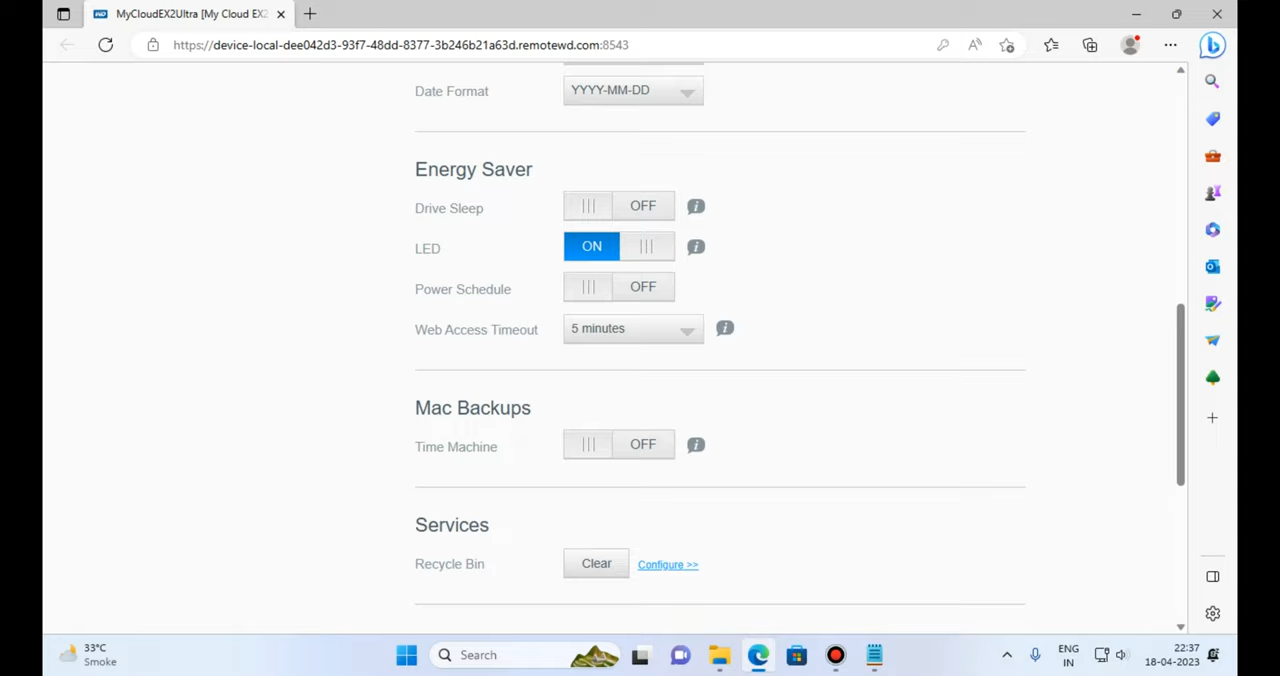 MyCloudEX2Ultra [My Cloud EX2
https://device-local-dee042d3-93f7-48dd-8377-3b246b21a63d.remotewd.com:8543
Date Format
YYYY-MM-DD
Energy Saver
Drive Sleep
OFF
LED
ON
Power Schedule
OFF
Web Access Timeout
5 minutes
Mac Backups
Time Machine
OFF
Services
Recycle Bin
Clear
Configure >>
33°C
Smoke
Search
ENG
IN
22:37
18-04-2023